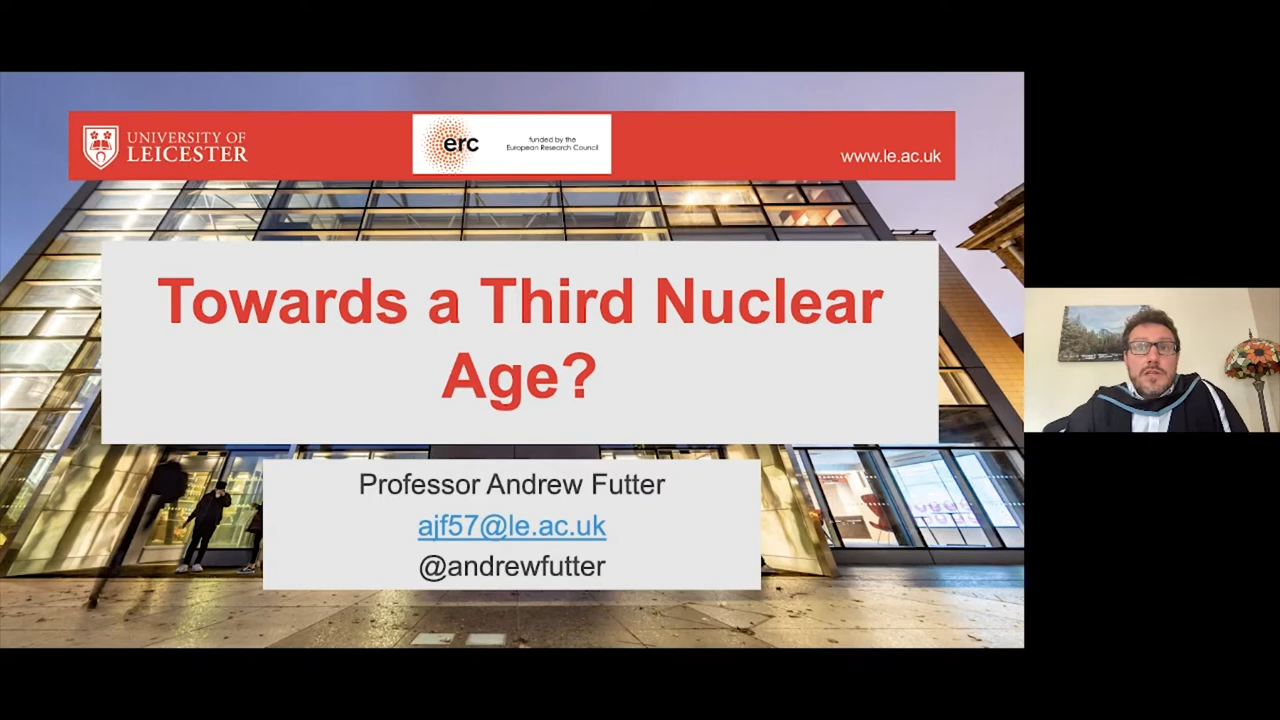 UNIVERSITY OF
LEICESTER
erc
funded by the
European Research Council
www.le.ac.uk
Towards a Third Nuclear
Age?
Professor Andrew Futter
ajf57@le.ac.uk
@andrewfutter